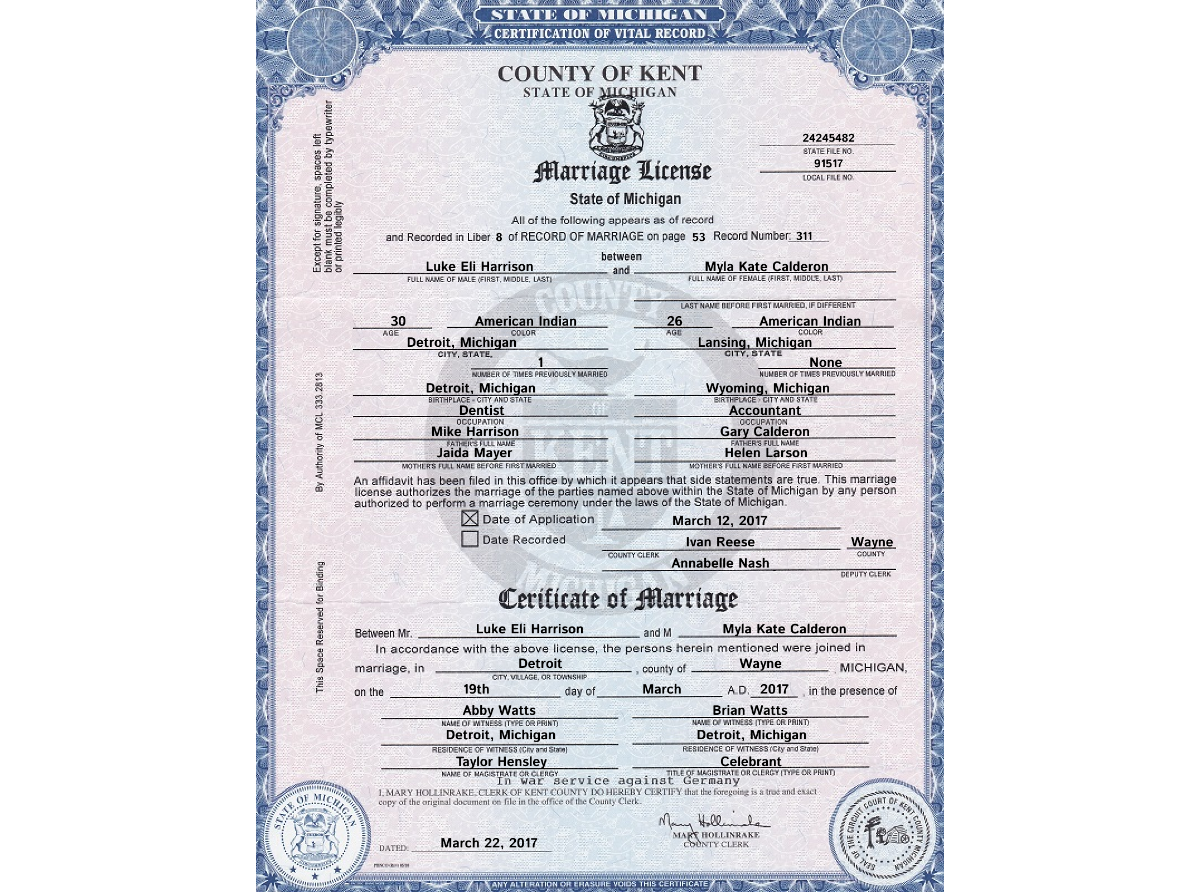 STATE OF MICHIGAN
CERTIFICATION OF VITAL RECORD
COUNTY OF KENT
STATE OF MICHIGAN
24245482
STATE FILE NO.
91517
LOCAL FILE NO.
Marriage License
State of Michigan
All of the following appears as of record
and Recorded in Liber 8 of RECORD OF MARRIAGE on page 53 Record Number: 311
between
Luke Eli Harrison and Myla Kate Calderon
FULL NAME OF MALE (FIRST, MIDDLE, LAST) FULL NAME OF FEMALE (FIRST, MIDDLE, LAST)
LAST NAME BEFORE FIRST MARRIED, IF DIFFERENT
30 American Indian 26 American Indian
AGE COLOR AGE COLOR
Detroit, Michigan Lansing, Michigan
CITY, STATE, CITY, STATE
1 None
NUMBER OF TIMES PREVIOUSLY MARRIED NUMBER OF TIMES PREVIOUSLY MARRIED
Detroit, Michigan Wyoming, Michigan
BIRTHPLACE - CITY AND STATE BIRTHPLACE - CITY AND STATE
Dentist Accountant
OCCUPATION OCCUPATION
Mike Harrison Gary Calderon
FATHER'S FULL NAME FATHER'S FULL NAME
Jaida Mayer Helen Larson
MOTHER'S FULL NAME BEFORE FIRST MARRIED MOTHER'S FULL NAME BEFORE FIRST MARRIED
An affidavit has been filed in this office by which it appears that side statements are true. This marriage
license authorizes the marriage of the parties named above within the State of Michigan by any person
authorized to perform a marriage ceremony under the laws of the State of Michigan.
Date of Application March 12, 2017
Date Recorded Ivan Reese Wayne
COUNTY CLERK COUNTY
Annabelle Nash
DEPUTY CLERK
Cerificate of Marriage
Between Mr. Luke Eli Harrison and M Myla Kate Calderon
In accordance with the above license, the persons herein mentioned were joined in
marriage, in Detroit , county of Wayne , MICHIGAN,
CITY, VILLAGE, OR TOWNSHIP
on the 19th day of March A.D. 2017 , in the presence of
Abby Watts Brian Watts
NAME OF WITNESS (TYPE OR PRINT) NAME OF WITNESS (TYPE OR PRINT)
Detroit, Michigan Detroit, Michigan
RESIDENCE OF WITNESS (City and State) RESIDENCE OF WITNESS (City and State)
Taylor Hensley Celebrant
NAME OF MAGISTRATE OR CLERGY TITLE OF MAGISTRATE OR CLERGY (TYPE OR PRINT)
In war service against Germany
I, MARY HOLLINRAKE, CLERK OF KENT COUNTY DO HEREBY CERTIFY that the foregoing is a true and exact
copy of the original document on file in the office of the County Clerk.
Mary Hollinrake
MARY HOLLINRAKE
COUNTY CLERK
DATED: March 22, 2017
ANY ALTERATION OR ERASURE VOIDS THIS CERTIFICATE
Except for signature, spaces left
blank must be completed by typewriter
or printed legibly
By Authority of MCL 333.2813
This Space Reserved for Binding
COUNTY
OF
KENT
MICHIGAN
STATE OF MICHIGAN
SEAL OF THE CIRCUIT COURT OF KENT COUNTY MICHIGAN